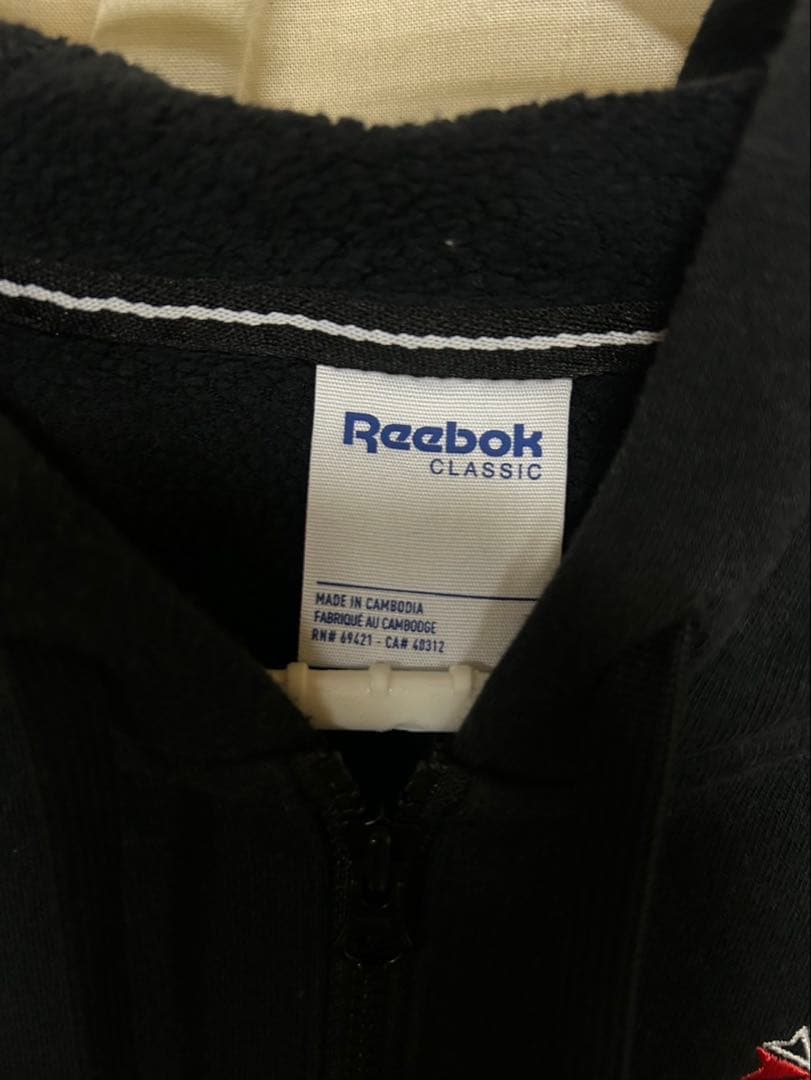 Reebok
CLASSIC
MADE IN CAMBODIA
FABRIQUÉ AU CAMBODGE
RN# 69421 - CA# 40312